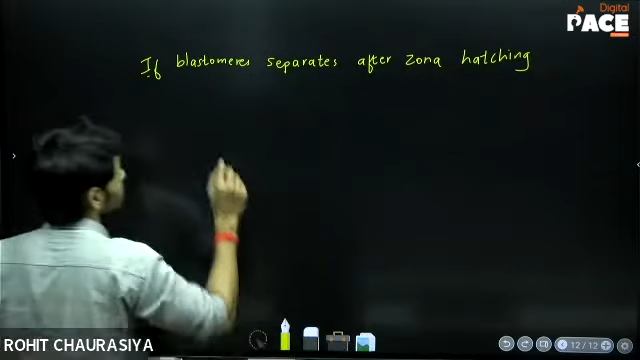 Digital
PACE
If blastomeres separates after zona hatching
ROHIT CHAURASIYA
12/12